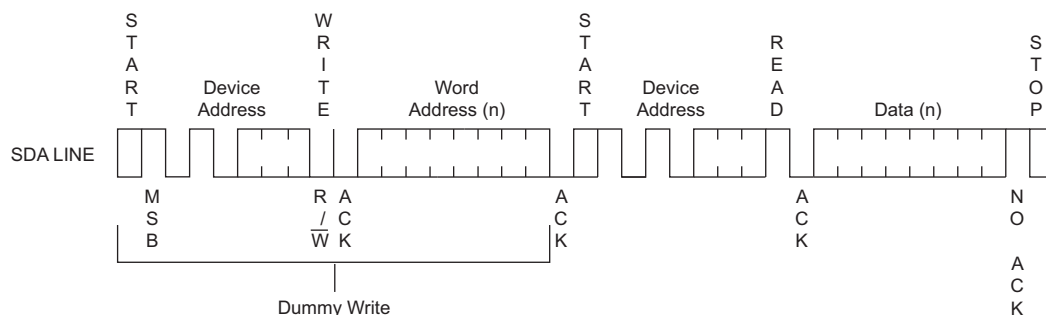 START
WRITE
START
READ
STOP
Device
Address
Word
Address (n)
Device
Address
Data (n)
SDA LINE
MSB
R/W̅
ACK
ACK
ACK
NO ACK
Dummy Write